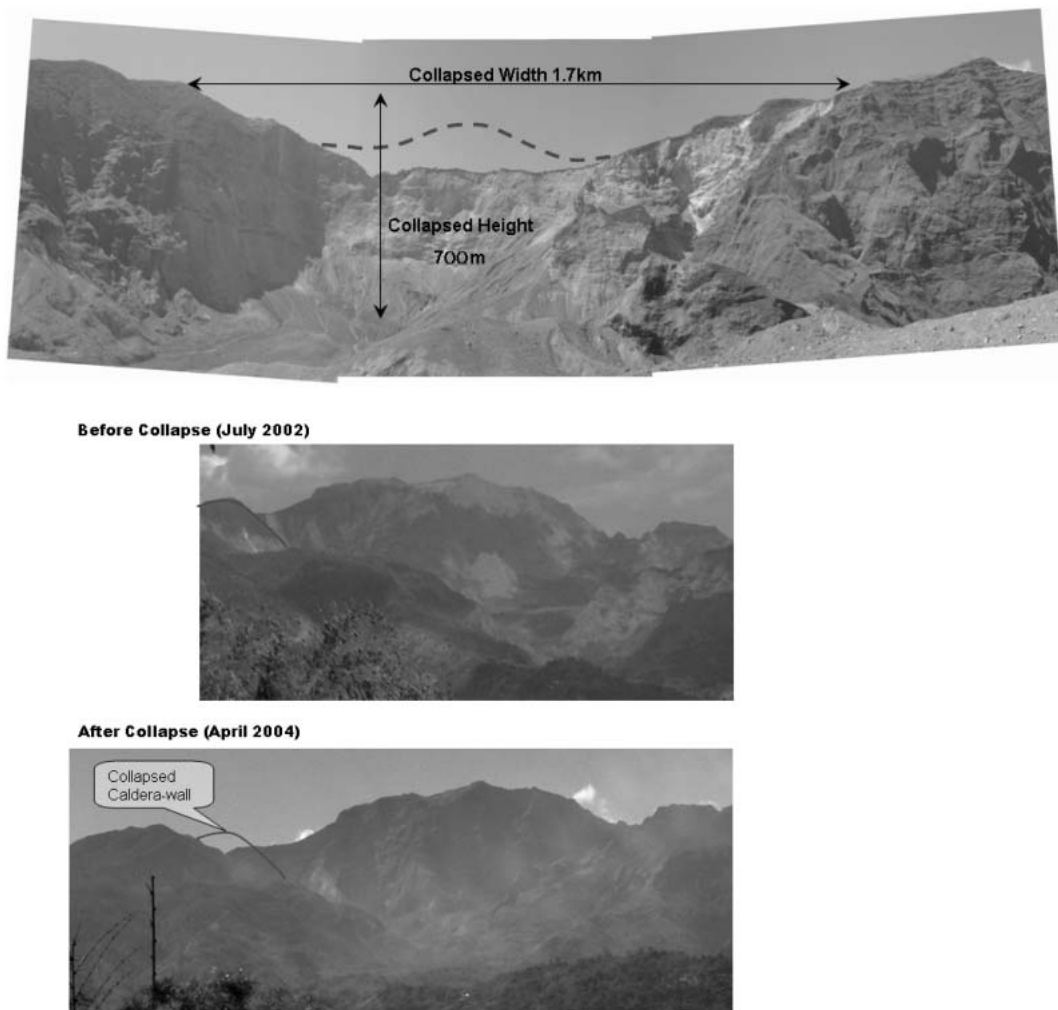 Collapsed Width 1.7km
Collapsed Height
700m
Before Collapse (July 2002)
After Collapse (April 2004)
Collapsed
Caldera-wall